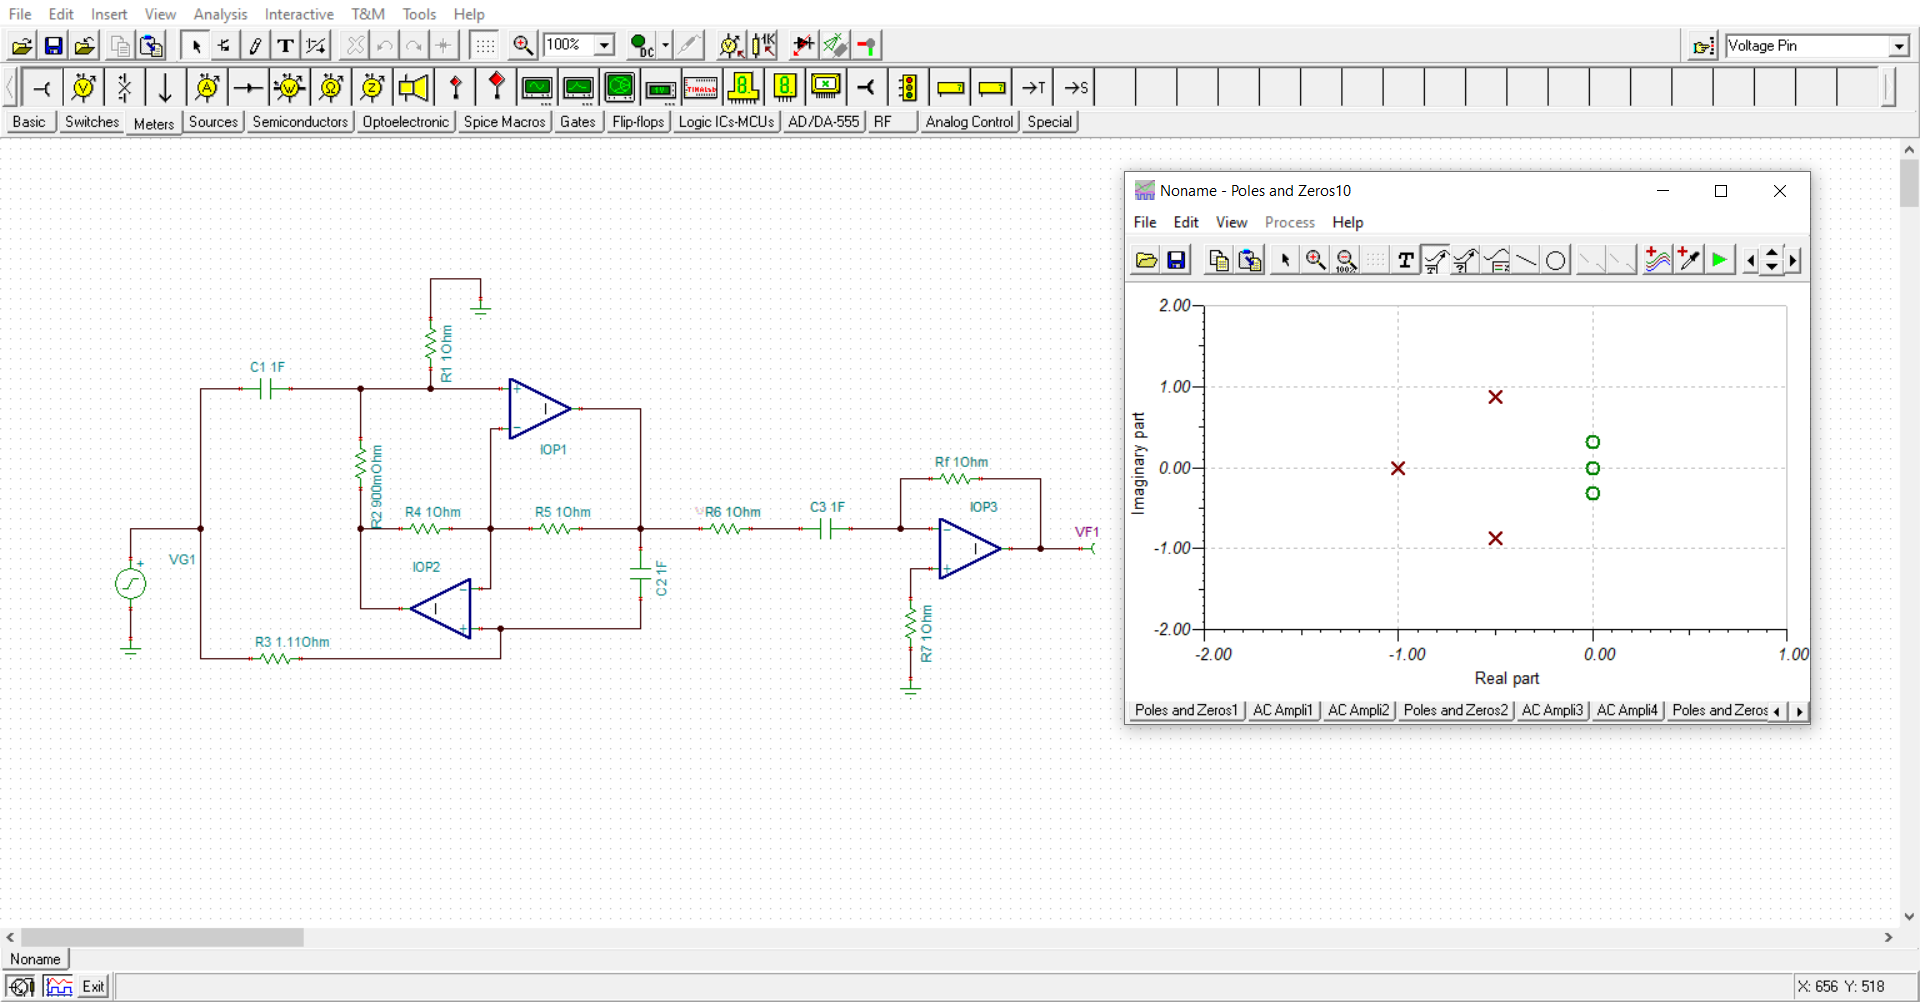 File Edit Insert View Analysis Interactive T&M Tools Help
100% DC 1K Voltage Pin
Basic Switches Meters Sources Semiconductors Optoelectronic Spice Macros Gates Flip-flops Logic ICs-MCUs AD/DA-555 RF Analog Control Special
Noname - Poles and Zeros10
File Edit View Process Help
2.00
1.00
0.00
-1.00
-2.00
Imaginary part
-2.00 -1.00 0.00 1.00
Real part
Poles and Zeros1 AC Ampli1 AC Ampli2 Poles and Zeros2 AC Ampli3 AC Ampli4 Poles and Zeros
R1 1Ohm
C1 1F
IOP1
R2 900mOhm
R4 1Ohm
R5 1Ohm
R6 1Ohm
C3 1F
Rf 1Ohm
IOP3
VF1
VG1
IOP2
C2 1F
R3 1.11Ohm
R7 1Ohm
Noname
Exit
X: 656 Y: 518